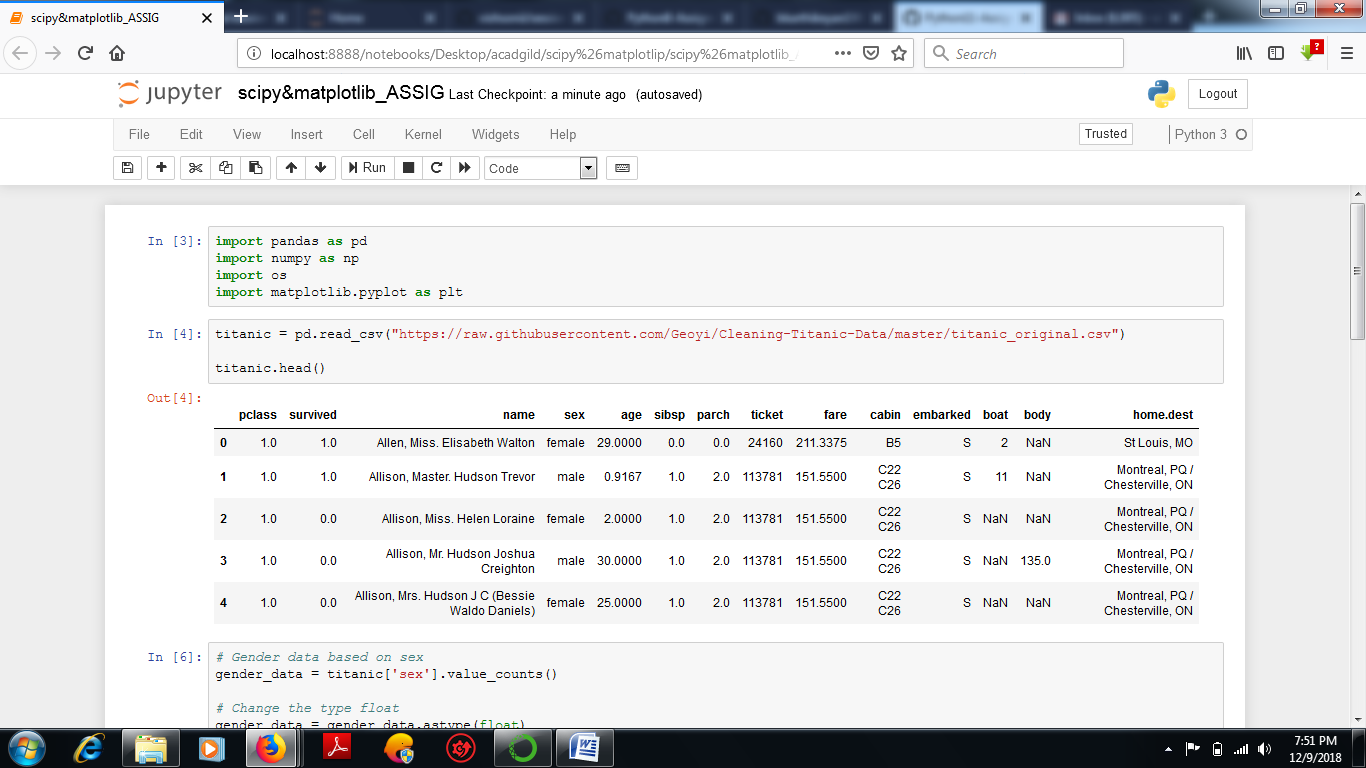 scipy&matplotlib_ASSIG
localhost:8888/notebooks/Desktop/acadgild/scipy%26matplotlip/scipy%26matplotlib_
Search
jupyter scipy&matplotlib_ASSIG Last Checkpoint: a minute ago (autosaved)
Logout
File Edit View Insert Cell Kernel Widgets Help
Trusted
Python 3
Run
Code
In [3]:
import pandas as pd
import numpy as np
import os
import matplotlib.pyplot as plt
In [4]:
titanic = pd.read_csv("https://raw.githubusercontent.com/Geoyi/Cleaning-Titanic-Data/master/titanic_original.csv")
titanic.head()
Out[4]:
pclass survived name sex age sibsp parch ticket fare cabin embarked boat body home.dest
0 1.0 1.0 Allen, Miss. Elisabeth Walton female 29.0000 0.0 0.0 24160 211.3375 B5 S 2 NaN St Louis, MO
1 1.0 1.0 Allison, Master. Hudson Trevor male 0.9167 1.0 2.0 113781 151.5500 C22 C26 S 11 NaN Montreal, PQ / Chesterville, ON
2 1.0 0.0 Allison, Miss. Helen Loraine female 2.0000 1.0 2.0 113781 151.5500 C22 C26 S NaN NaN Montreal, PQ / Chesterville, ON
3 1.0 0.0 Allison, Mr. Hudson Joshua Creighton male 30.0000 1.0 2.0 113781 151.5500 C22 C26 S NaN 135.0 Montreal, PQ / Chesterville, ON
4 1.0 0.0 Allison, Mrs. Hudson J C (Bessie Waldo Daniels) female 25.0000 1.0 2.0 113781 151.5500 C22 C26 S NaN NaN Montreal, PQ / Chesterville, ON
In [6]:
# Gender data based on sex
gender_data = titanic['sex'].value_counts()
# Change the type float
gender_data = gender_data.astype(float)
7:51 PM
12/9/2018